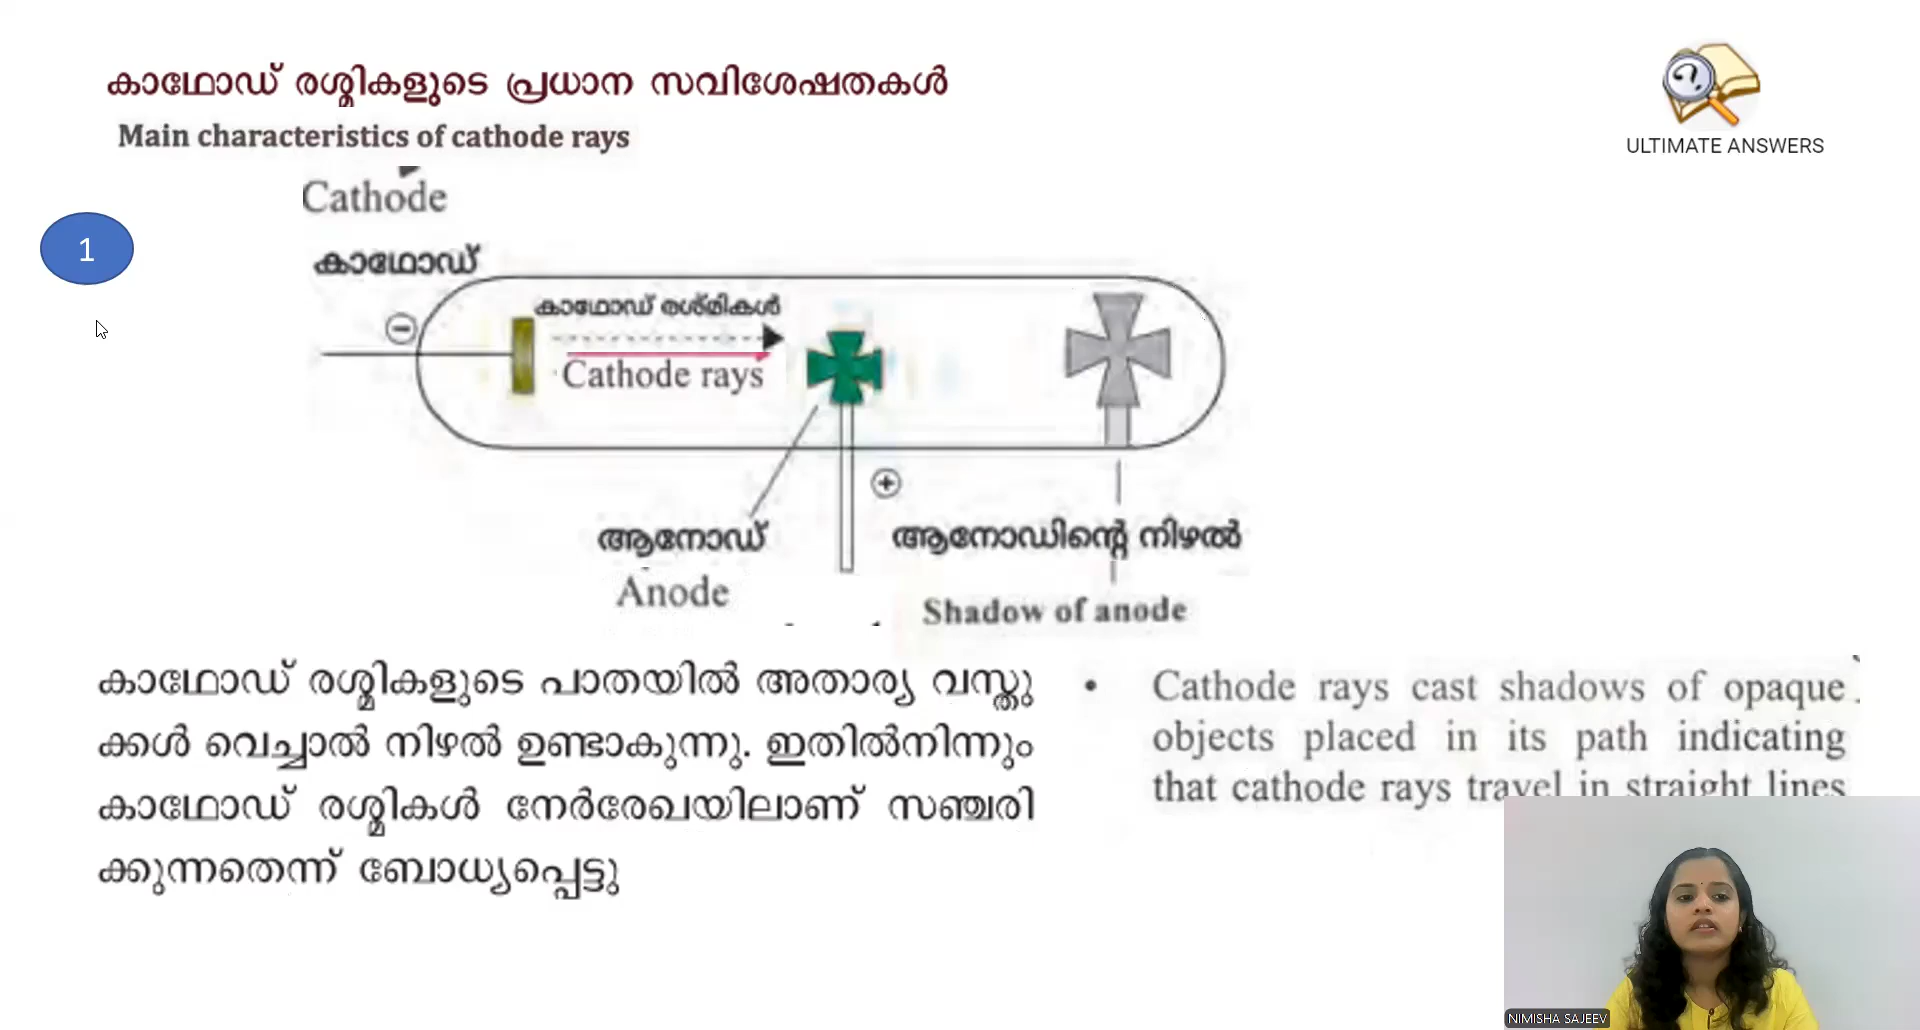 കാഥോഡ് രശ്മികളുടെ പ്രധാന സവിശേഷതകൾ
Main characteristics of cathode rays
ULTIMATE ANSWERS
1
Cathode
കാഥോഡ്
−
കാഥോഡ് രശ്മികൾ
Cathode rays
+
ആനോഡ്
Anode
ആനോഡിന്റെ നിഴൽ
Shadow of anode
കാഥോഡ് രശ്മികളുടെ പാതയിൽ അതാര്യ വസ്തു
ക്കൾ വെച്ചാൽ നിഴൽ ഉണ്ടാകുന്നു. ഇതിൽനിന്നും
കാഥോഡ് രശ്മികൾ നേർരേഖയിലാണ് സഞ്ചരി
ക്കുന്നതെന്ന് ബോധ്യപ്പെട്ടു
• Cathode rays cast shadows of opaque
objects placed in its path indicating
that cathode rays travel in straight lines
NIMISHA SAJEEV